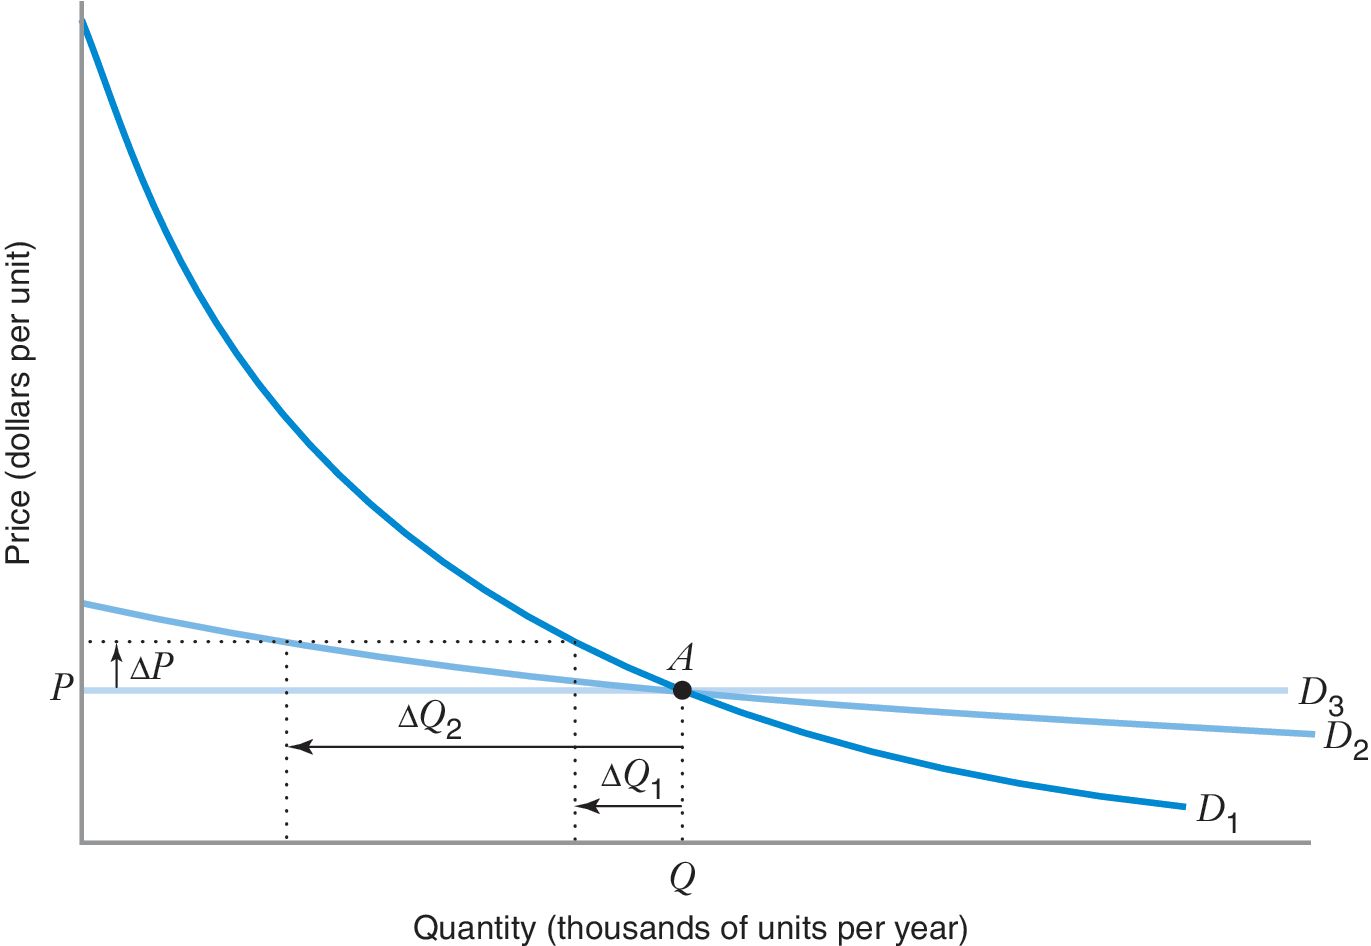 Price (dollars per unit)
A
ΔP
P
D3
ΔQ2
D2
ΔQ1
D1
Q
Quantity (thousands of units per year)